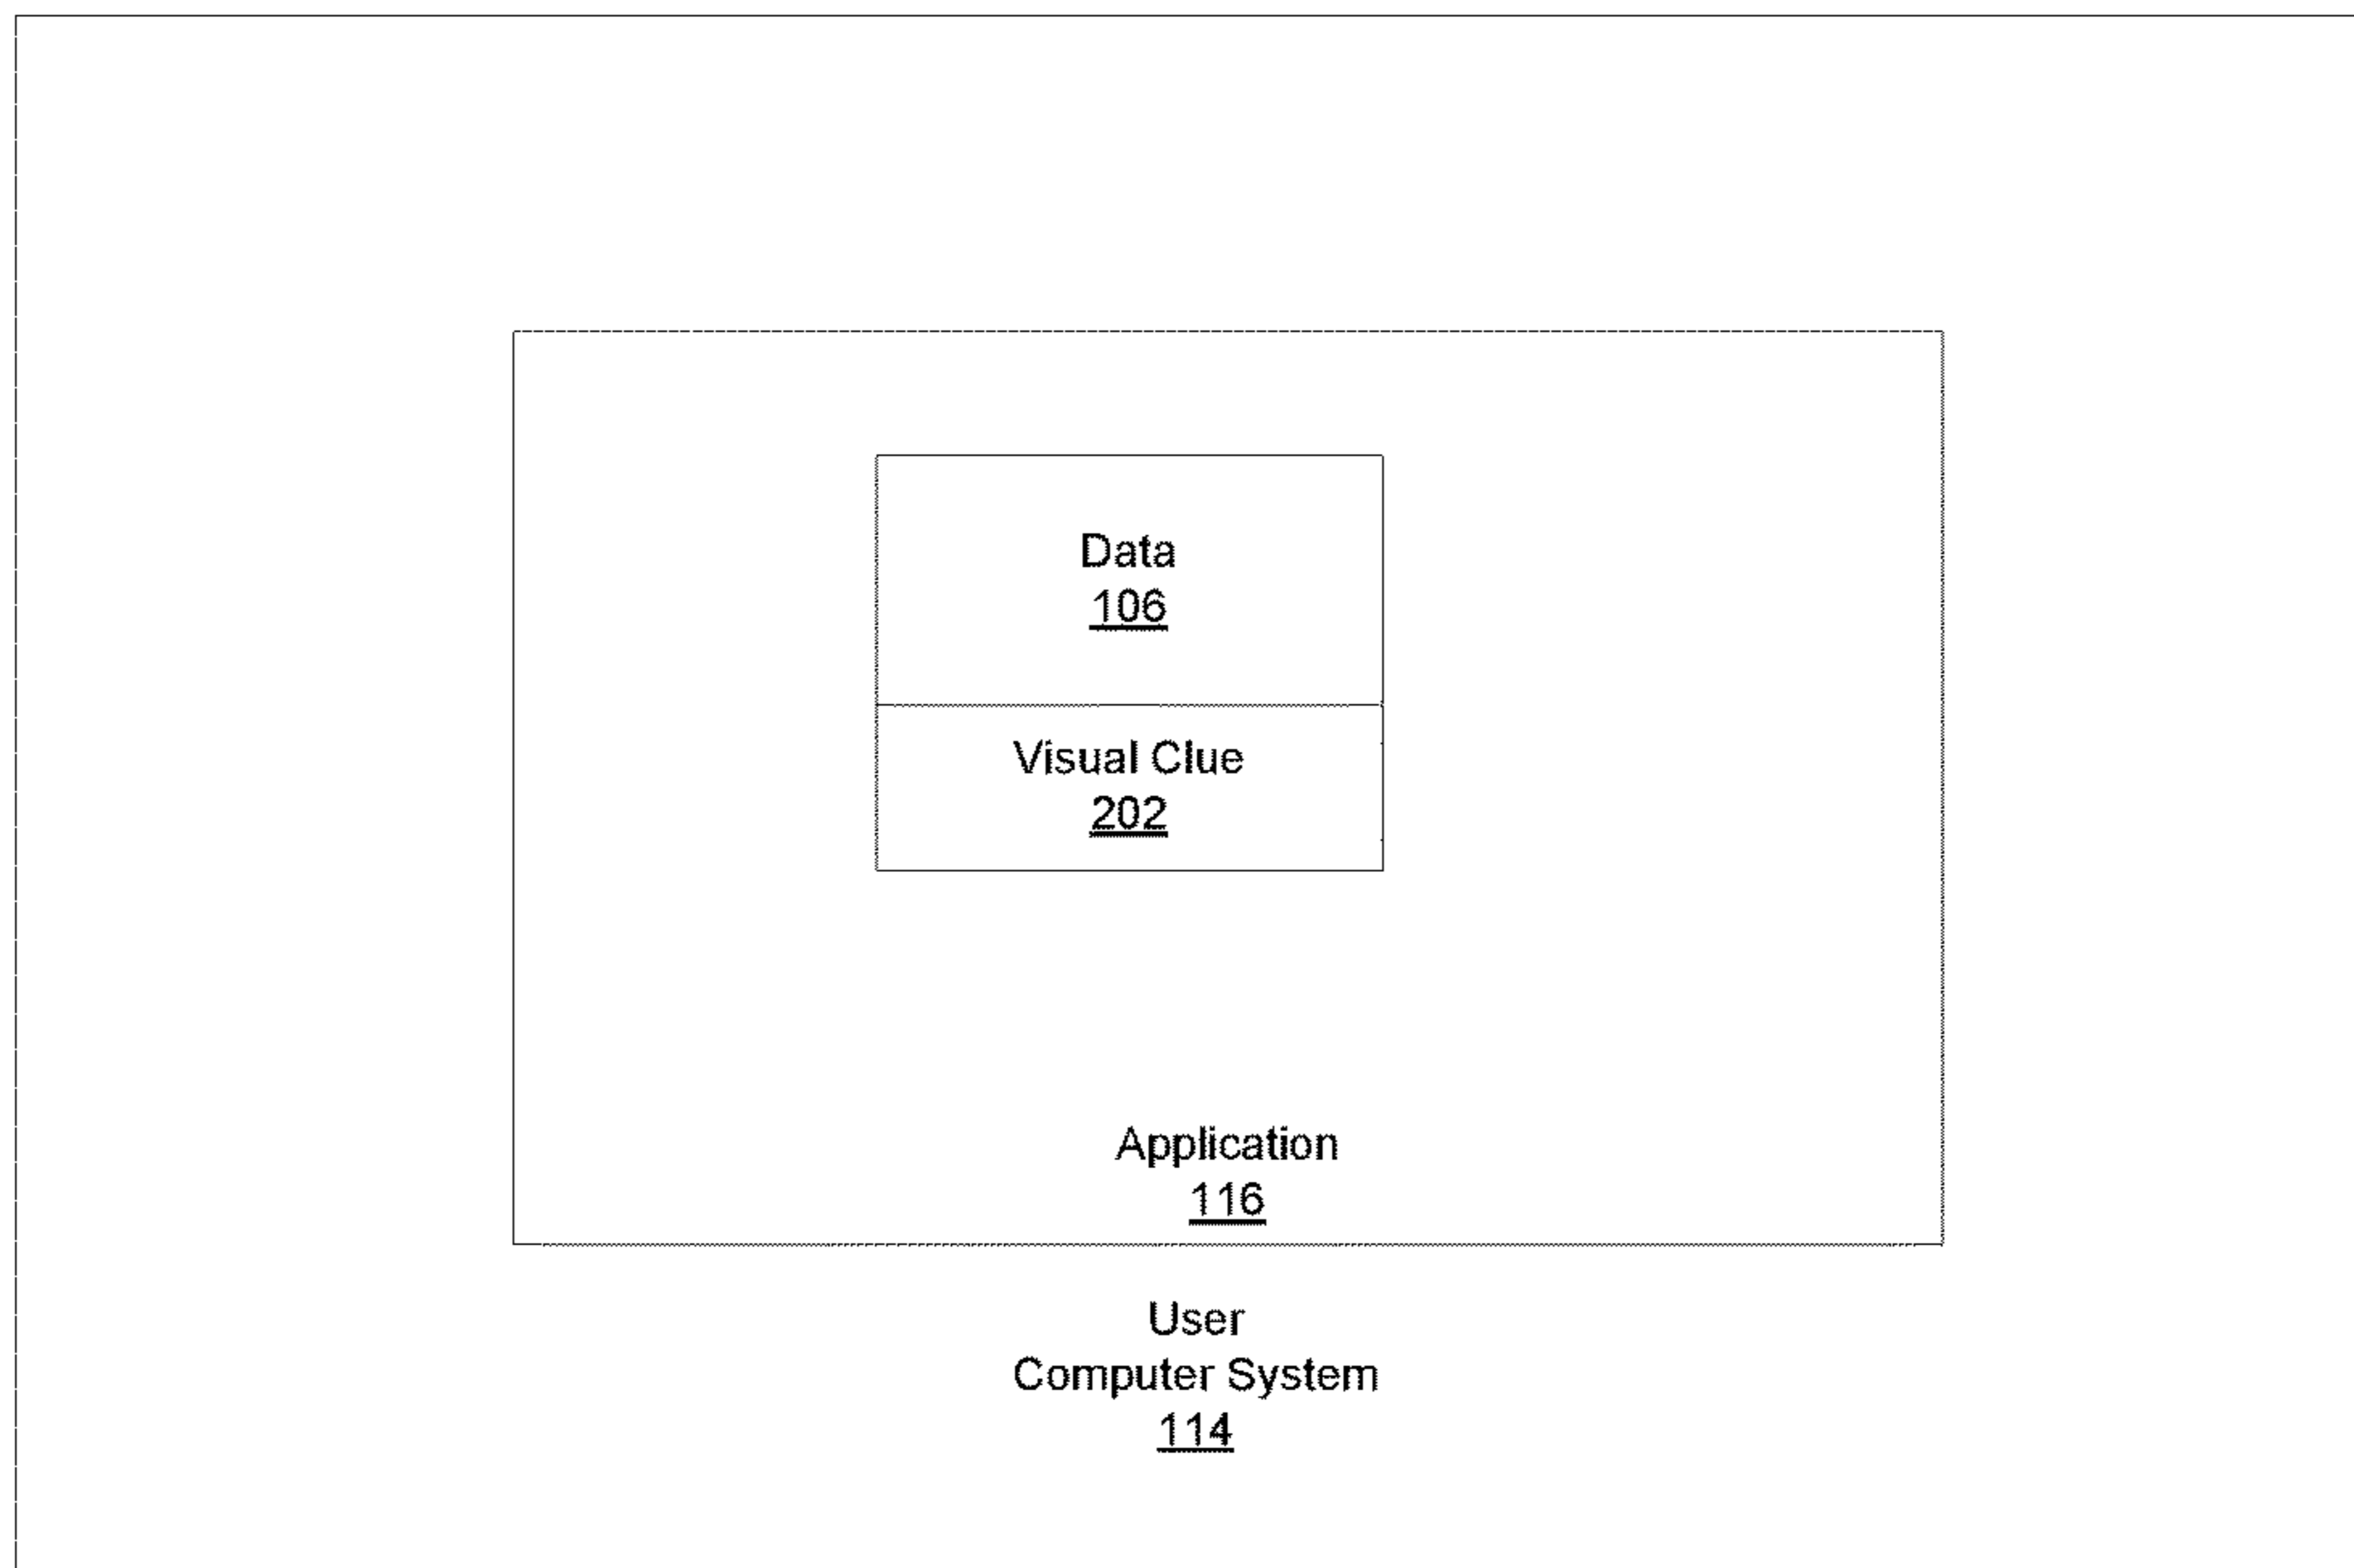 Data
106
Visual Clue
202
Application
116
User
Computer System
114